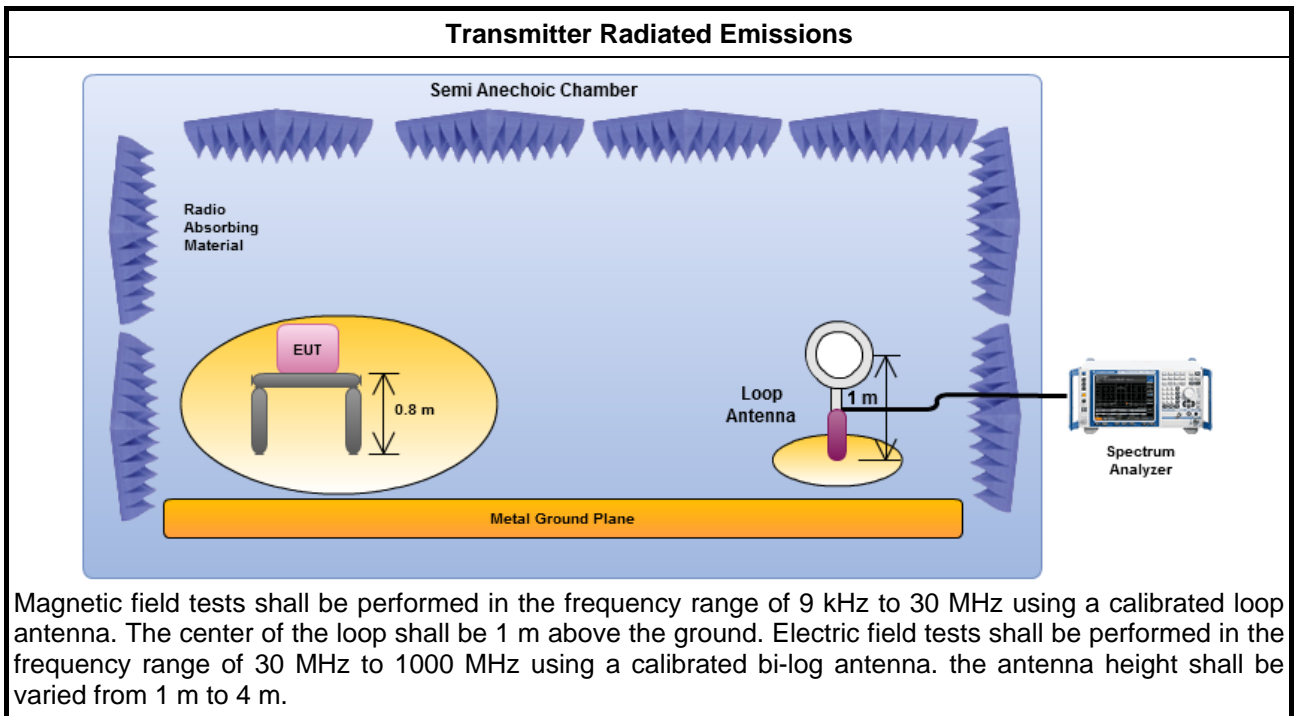 Transmitter Radiated Emissions
Semi Anechoic Chamber
Radio
Absorbing
Material
EUT
0.8 m
Loop
Antenna
1 m
Spectrum
Analyzer
Metal Ground Plane
Magnetic field tests shall be performed in the frequency range of 9 kHz to 30 MHz using a calibrated loop
antenna. The center of the loop shall be 1 m above the ground. Electric field tests shall be performed in the
frequency range of 30 MHz to 1000 MHz using a calibrated bi-log antenna. the antenna height shall be
varied from 1 m to 4 m.